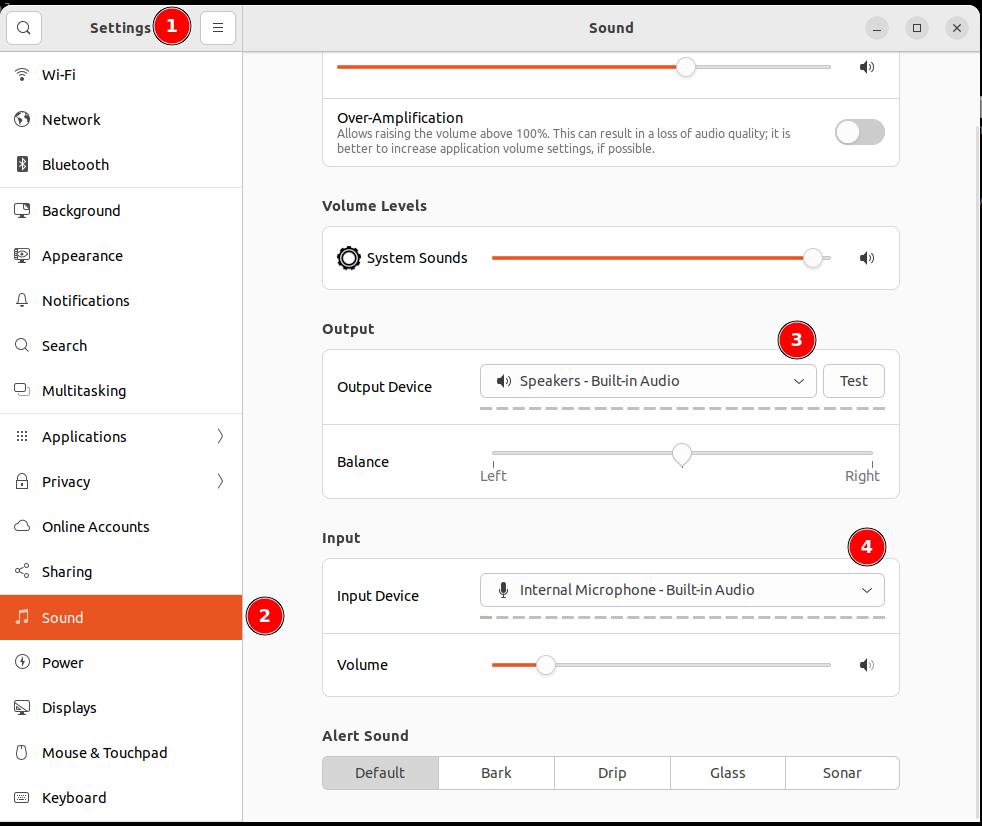 Settings
1
Sound
Wi-Fi
Network
Bluetooth
Background
Appearance
Notifications
Search
Multitasking
Applications
Privacy
Online Accounts
Sharing
Sound
2
Power
Displays
Mouse & Touchpad
Keyboard
Over-Amplification
Allows raising the volume above 100%. This can result in a loss of audio quality; it is
better to increase application volume settings, if possible.
Volume Levels
System Sounds
Output
3
Output Device
Speakers - Built-in Audio
Test
Balance
Left
Right
Input
4
Input Device
Internal Microphone - Built-in Audio
Volume
Alert Sound
Default
Bark
Drip
Glass
Sonar